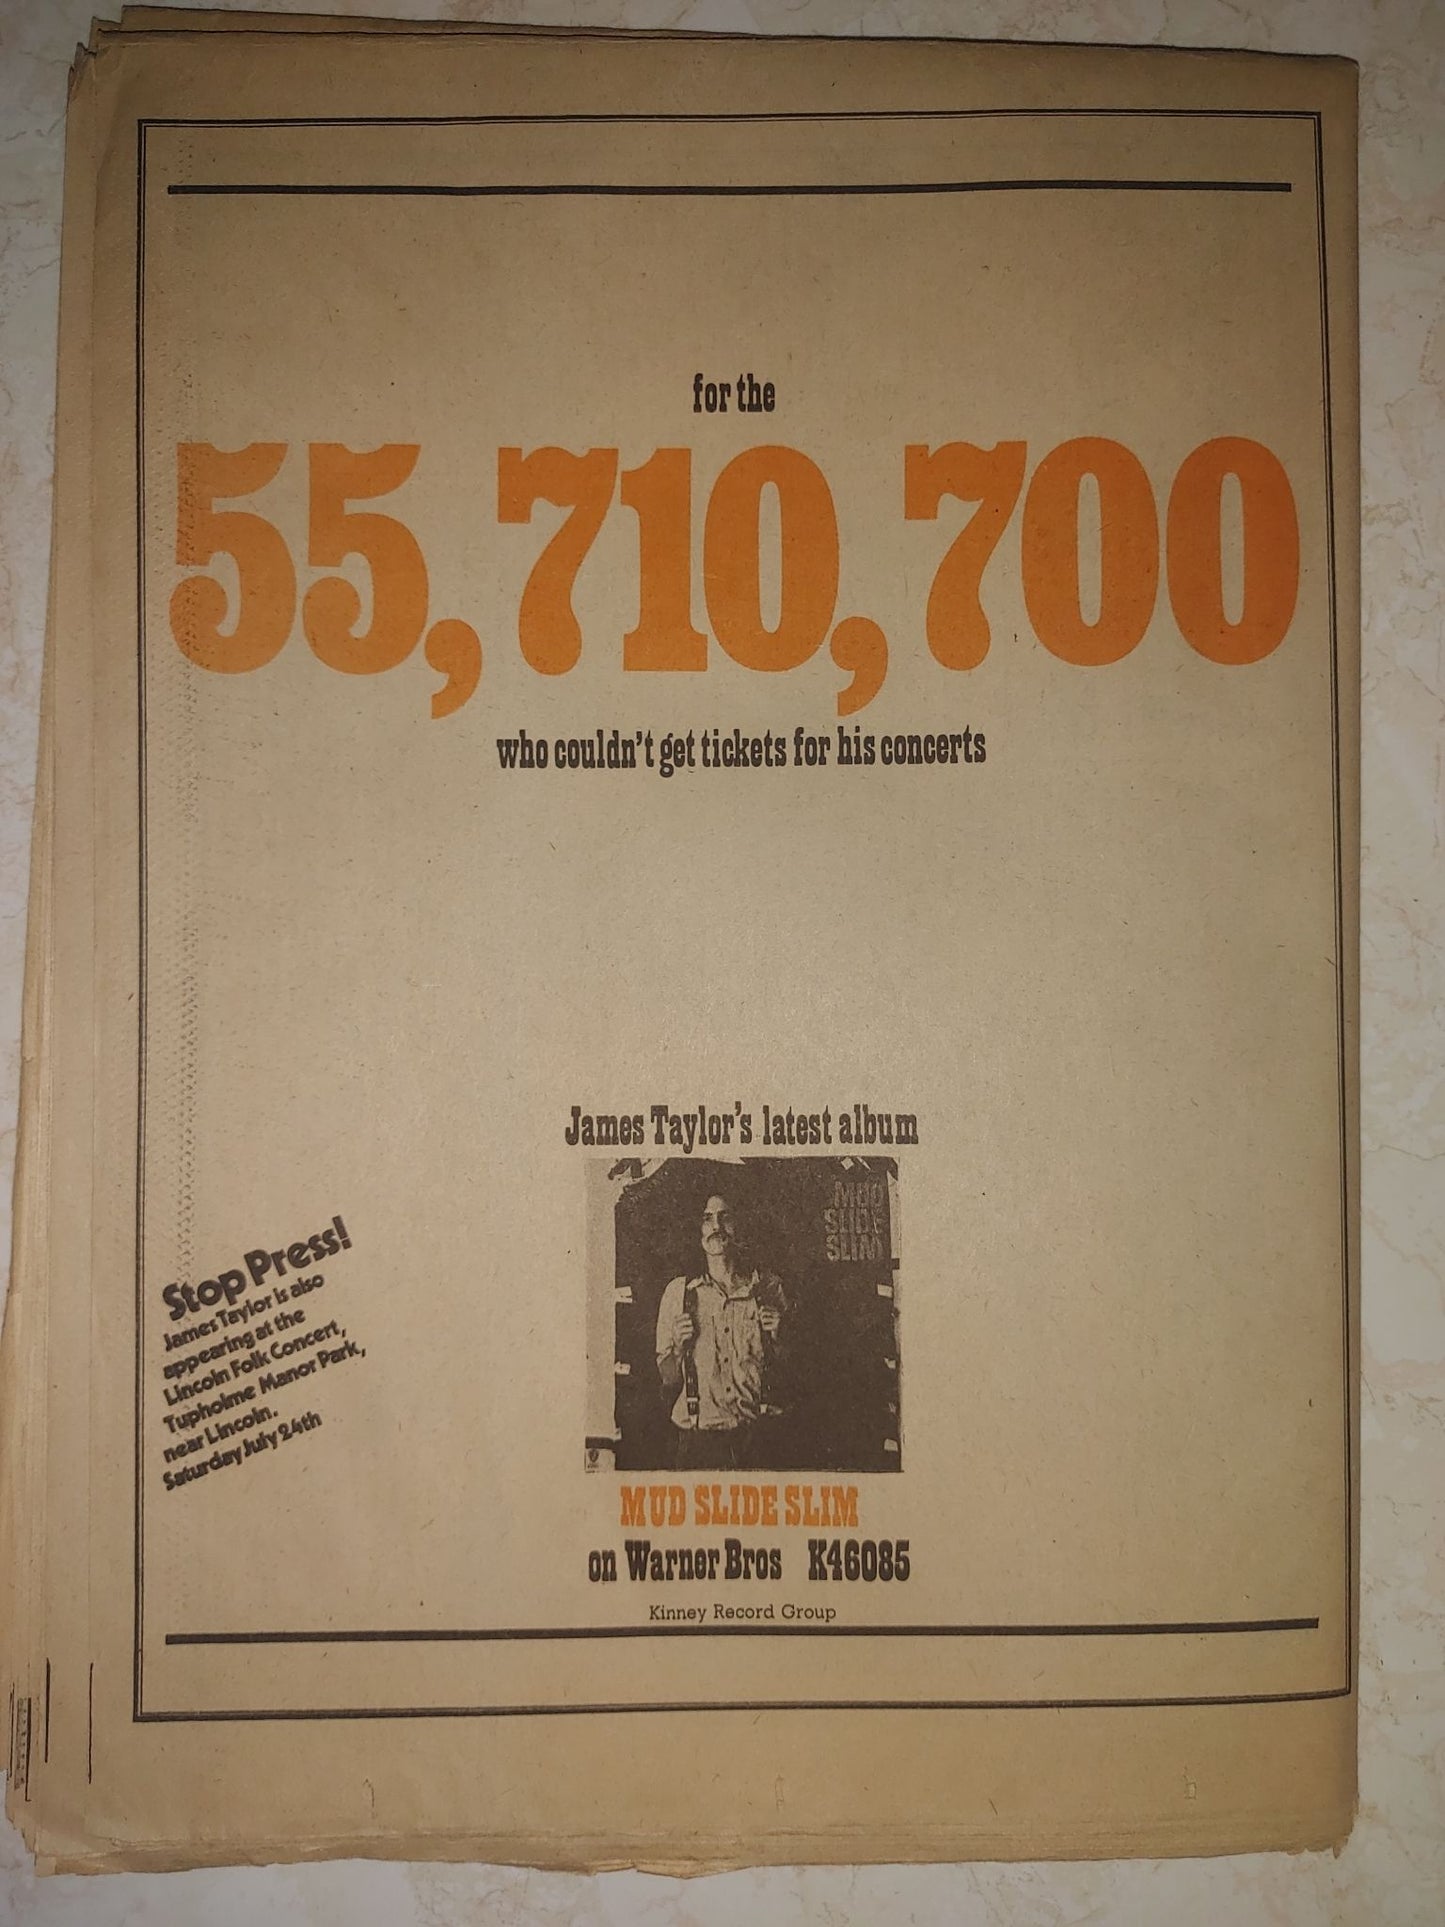 for the
55,710,700
who couldn't get tickets for his concerts
James Taylor's latest album
MUD
SLIDE
SLIM
Stop Press!
James Taylor is also
appearing at the
Lincoln Folk Concert,
Tupholme Manor Park,
near Lincoln.
Saturday July 24th
MUD SLIDE SLIM
on Warner Bros K46085
Kinney Record Group